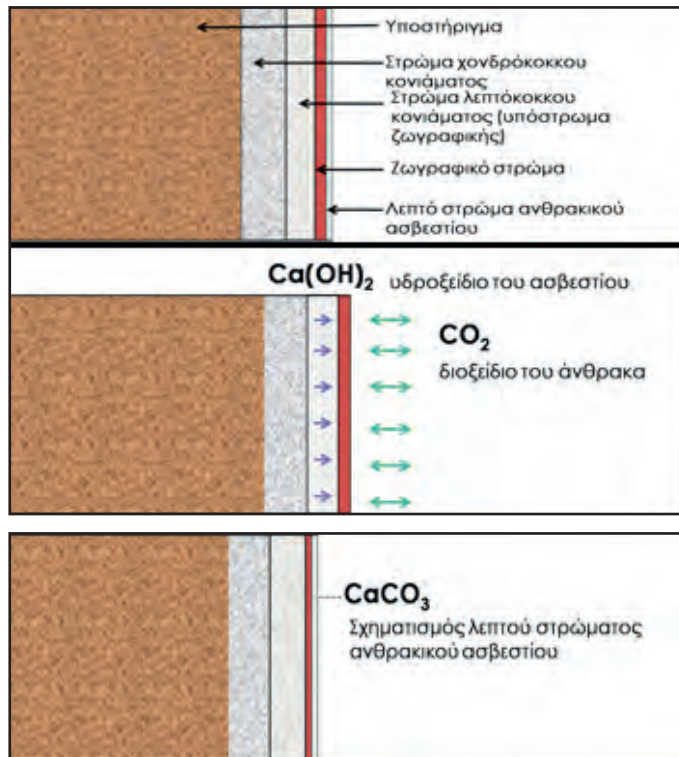 Υποστήριγμα
Στρώμα χονδρόκοκκου
κονιάματος
Στρώμα λεπτόκοκκου
κονιάματος (υπόστρωμα
ζωγραφικής)
Ζωγραφικό στρώμα
Λεπτό στρώμα ανθρακικού
ασβεστίου
Ca(OH)₂ υδροξείδιο του ασβεστίου
CO₂
διοξείδιο του άνθρακα
CaCO₃
Σχηματισμός λεπτού στρώματος
ανθρακικού ασβεστίου